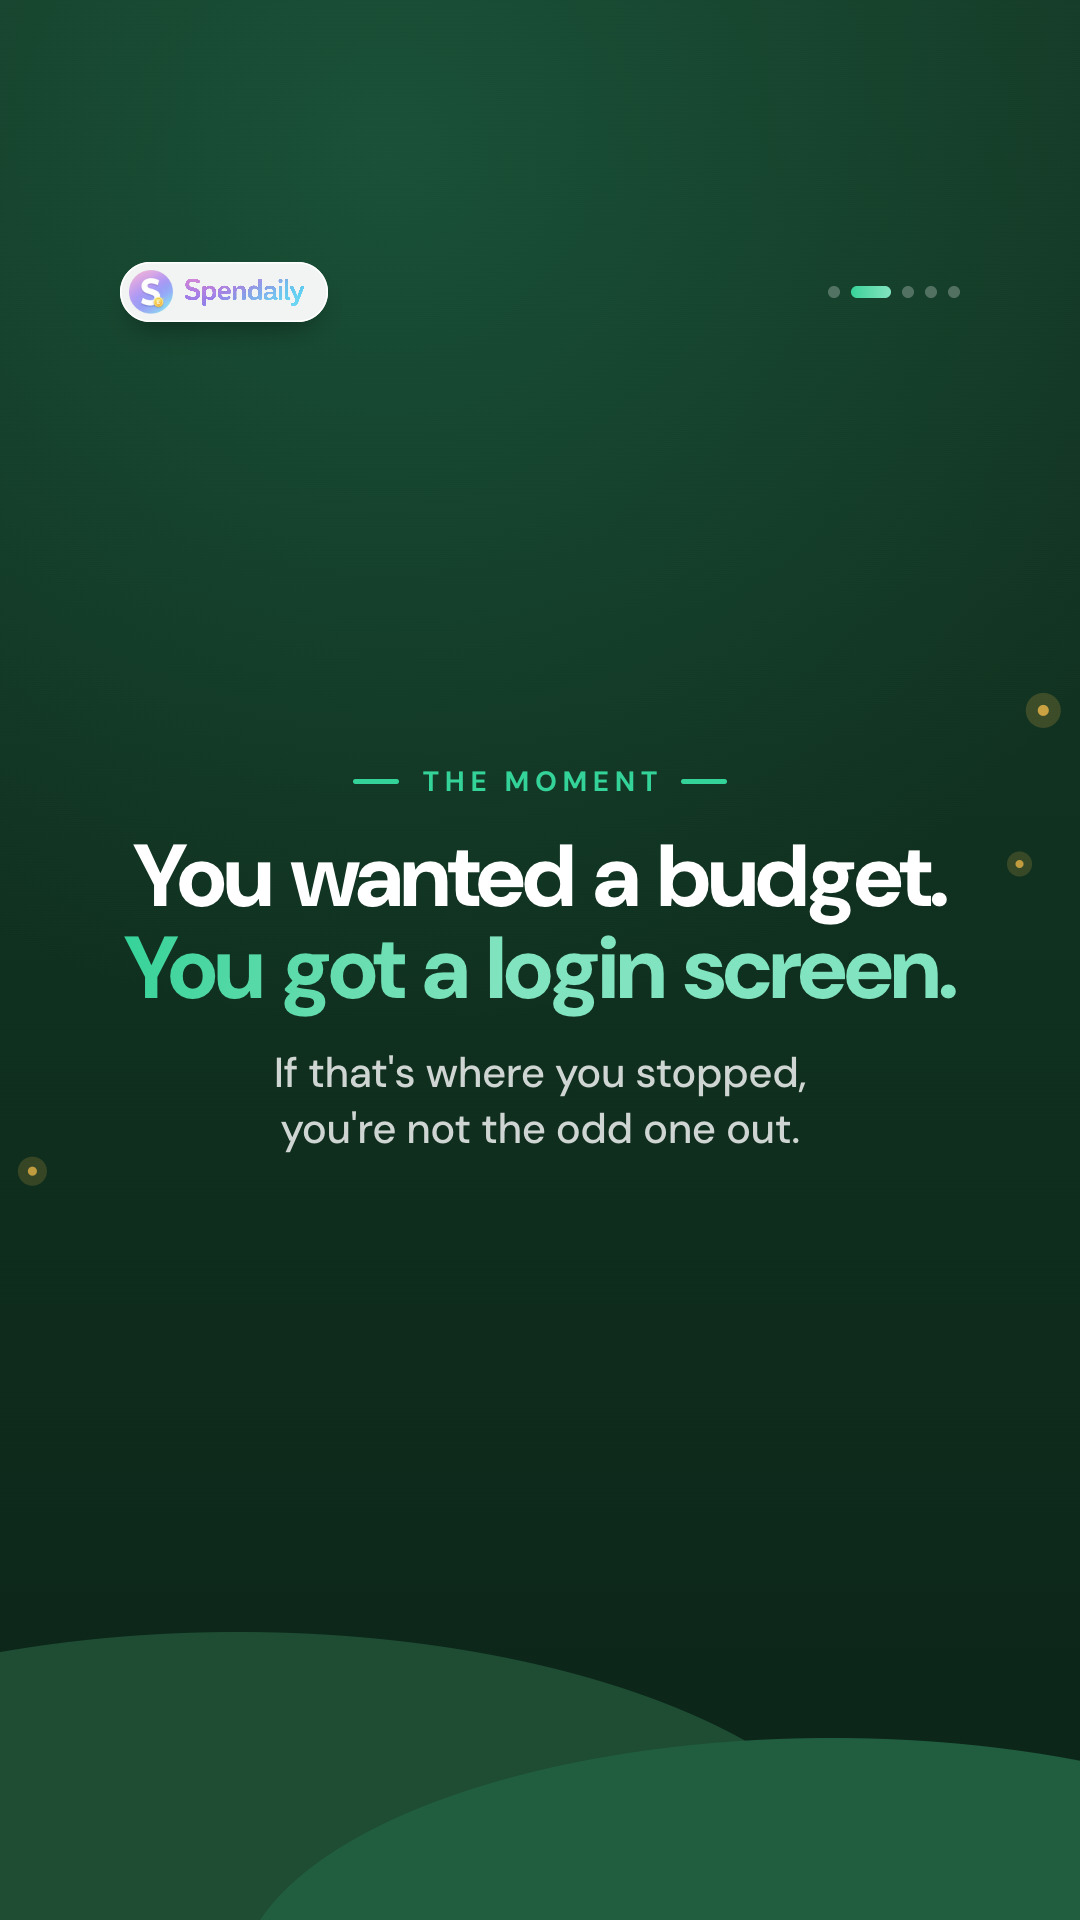 Spendaily
THE MOMENT
You wanted a budget.
You got a login screen.
If that's where you stopped,
you're not the odd one out.